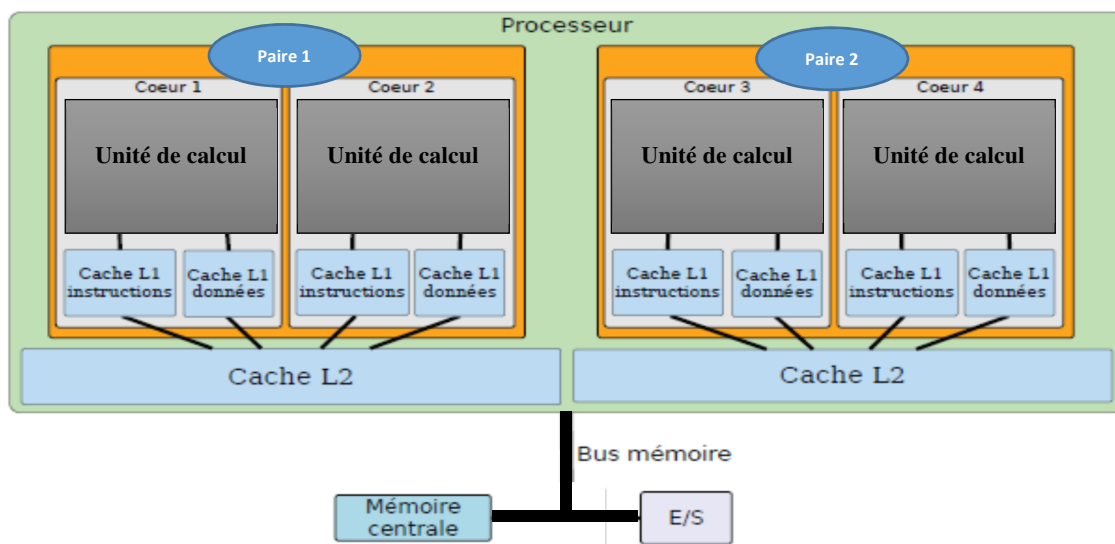 Processeur
Paire 1
Paire 2
Coeur 1
Coeur 2
Coeur 3
Coeur 4
Unité de calcul
Unité de calcul
Unité de calcul
Unité de calcul
Cache L1
instructions
Cache L1
données
Cache L1
instructions
Cache L1
données
Cache L1
instructions
Cache L1
données
Cache L1
instructions
Cache L1
données
Cache L2
Cache L2
Bus mémoire
Mémoire
centrale
E/S